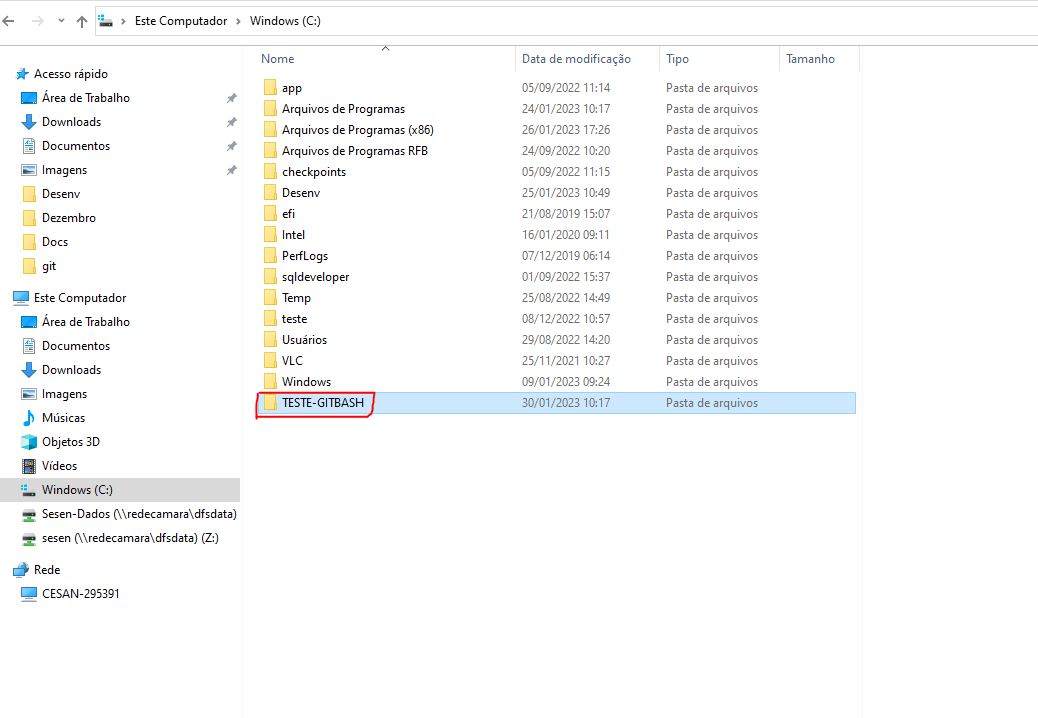 Este Computador > Windows (C:)
Nome Data de modificação Tipo Tamanho
Acesso rápido
Área de Trabalho
Downloads
Documentos
Imagens
Desenv
Dezembro
Docs
git
Este Computador
Área de Trabalho
Documentos
Downloads
Imagens
Músicas
Objetos 3D
Vídeos
Windows (C:)
Sesen-Dados (\\redecamara\dfsdata)
sesen (\\redecamara\dfsdata) (Z:)
Rede
CESAN-295391
app 05/09/2022 11:14 Pasta de arquivos
Arquivos de Programas 24/01/2023 10:17 Pasta de arquivos
Arquivos de Programas (x86) 26/01/2023 17:26 Pasta de arquivos
Arquivos de Programas RFB 24/09/2022 10:20 Pasta de arquivos
checkpoints 05/09/2022 11:15 Pasta de arquivos
Desenv 25/01/2023 10:49 Pasta de arquivos
efi 21/08/2019 15:07 Pasta de arquivos
Intel 16/01/2020 09:11 Pasta de arquivos
PerfLogs 07/12/2019 06:14 Pasta de arquivos
sqldeveloper 01/09/2022 15:37 Pasta de arquivos
Temp 25/08/2022 14:49 Pasta de arquivos
teste 08/12/2022 10:57 Pasta de arquivos
Usuários 29/08/2022 14:20 Pasta de arquivos
VLC 25/11/2021 10:27 Pasta de arquivos
Windows 09/01/2023 09:24 Pasta de arquivos
TESTE-GITBASH 30/01/2023 10:17 Pasta de arquivos